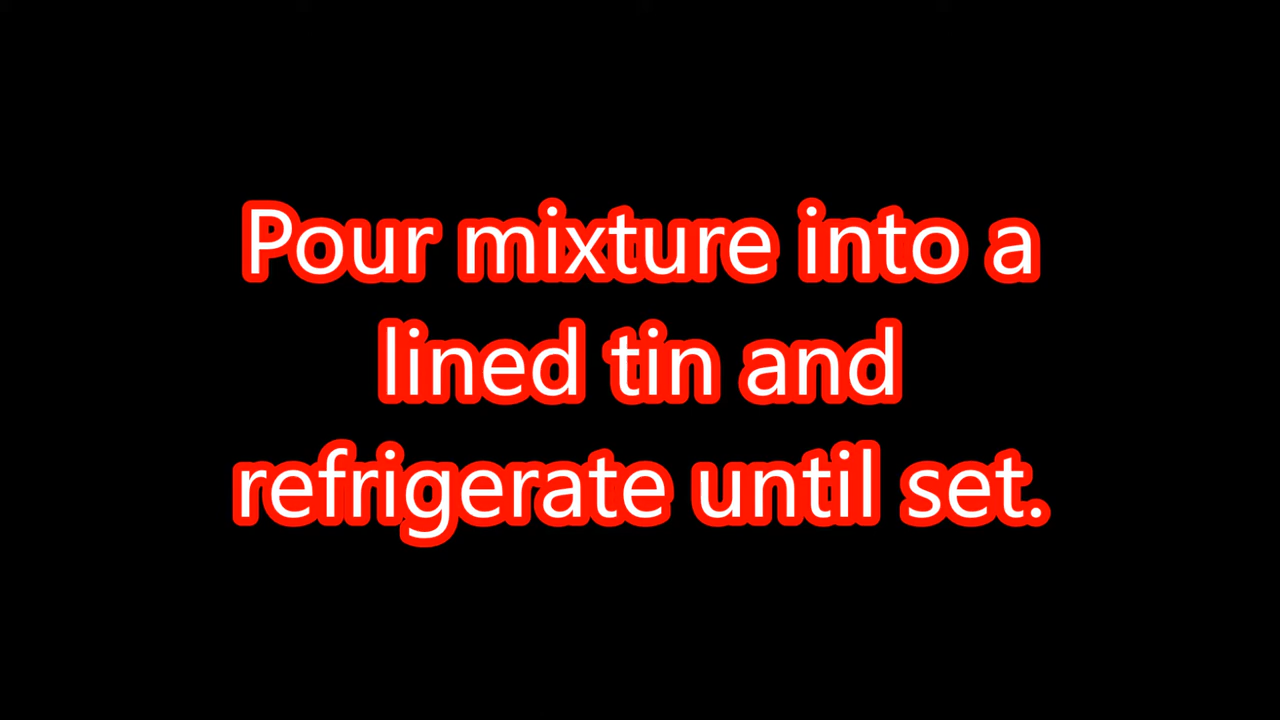 Pour mixture into a
lined tin and
refrigerate until set.